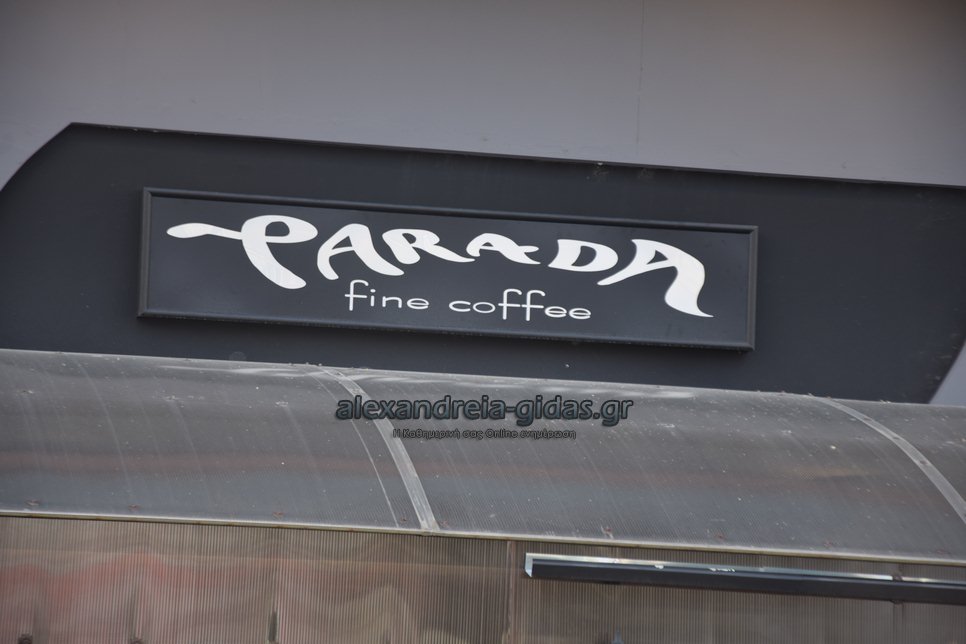 PARADA
fine coffee
alexandreia-gidas.gr
Η Καθημερινή σας Online ενημέρωση